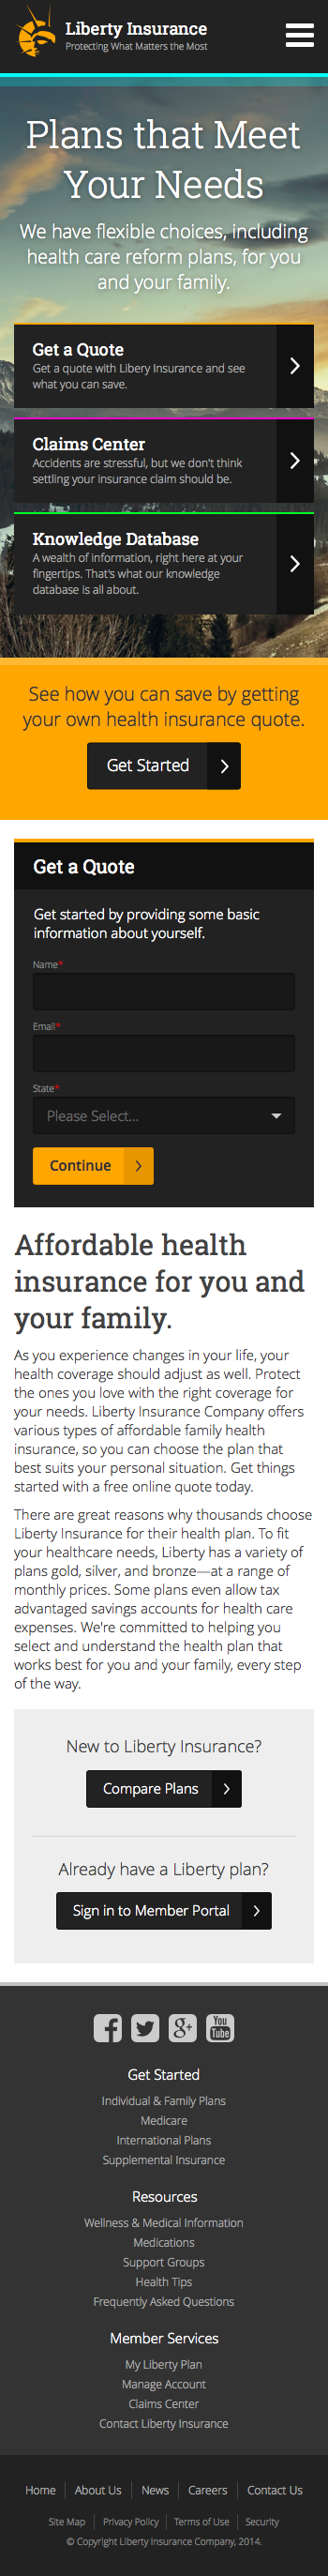 Liberty Insurance
Protecting What Matters the Most
Plans that Meet
Your Needs
We have flexible choices, including
health care reform plans, for you
and your family.
Get a Quote
Get a quote with Libery Insurance and see
what you can save.
Claims Center
Accidents are stressful, but we don't think
settling your insurance claim should be.
Knowledge Database
A wealth of information, right here at your
fingertips. That's what our knowledge
database is all about.
See how you can save by getting
your own health insurance quote.
Get Started
Get a Quote
Get started by providing some basic
information about yourself.
Name*
Email*
State*
Please Select...
Continue
Affordable health
insurance for you and
your family.
As you experience changes in your life, your
health coverage should adjust as well. Protect
the ones you love with the right coverage for
your needs. Liberty Insurance Company offers
various types of affordable family health
insurance, so you can choose the plan that
best suits your personal situation. Get things
started with a free online quote today.
There are great reasons why thousands choose
Liberty Insurance for their health plan. To fit
your healthcare needs, Liberty has a variety of
plans gold, silver, and bronze—at a range of
monthly prices. Some plans even allow tax
advantaged savings accounts for health care
expenses. We're committed to helping you
select and understand the health plan that
works best for you and your family, every step
of the way.
New to Liberty Insurance?
Compare Plans
Already have a Liberty plan?
Sign in to Member Portal
You
Tube
Get Started
Individual & Family Plans
Medicare
International Plans
Supplemental Insurance
Resources
Wellness & Medical Information
Medications
Support Groups
Health Tips
Frequently Asked Questions
Member Services
My Liberty Plan
Manage Account
Claims Center
Contact Liberty Insurance
Home About Us News Careers Contact Us
Site Map Privacy Policy Terms of Use Security
© Copyright Liberty Insurance Company, 2014.